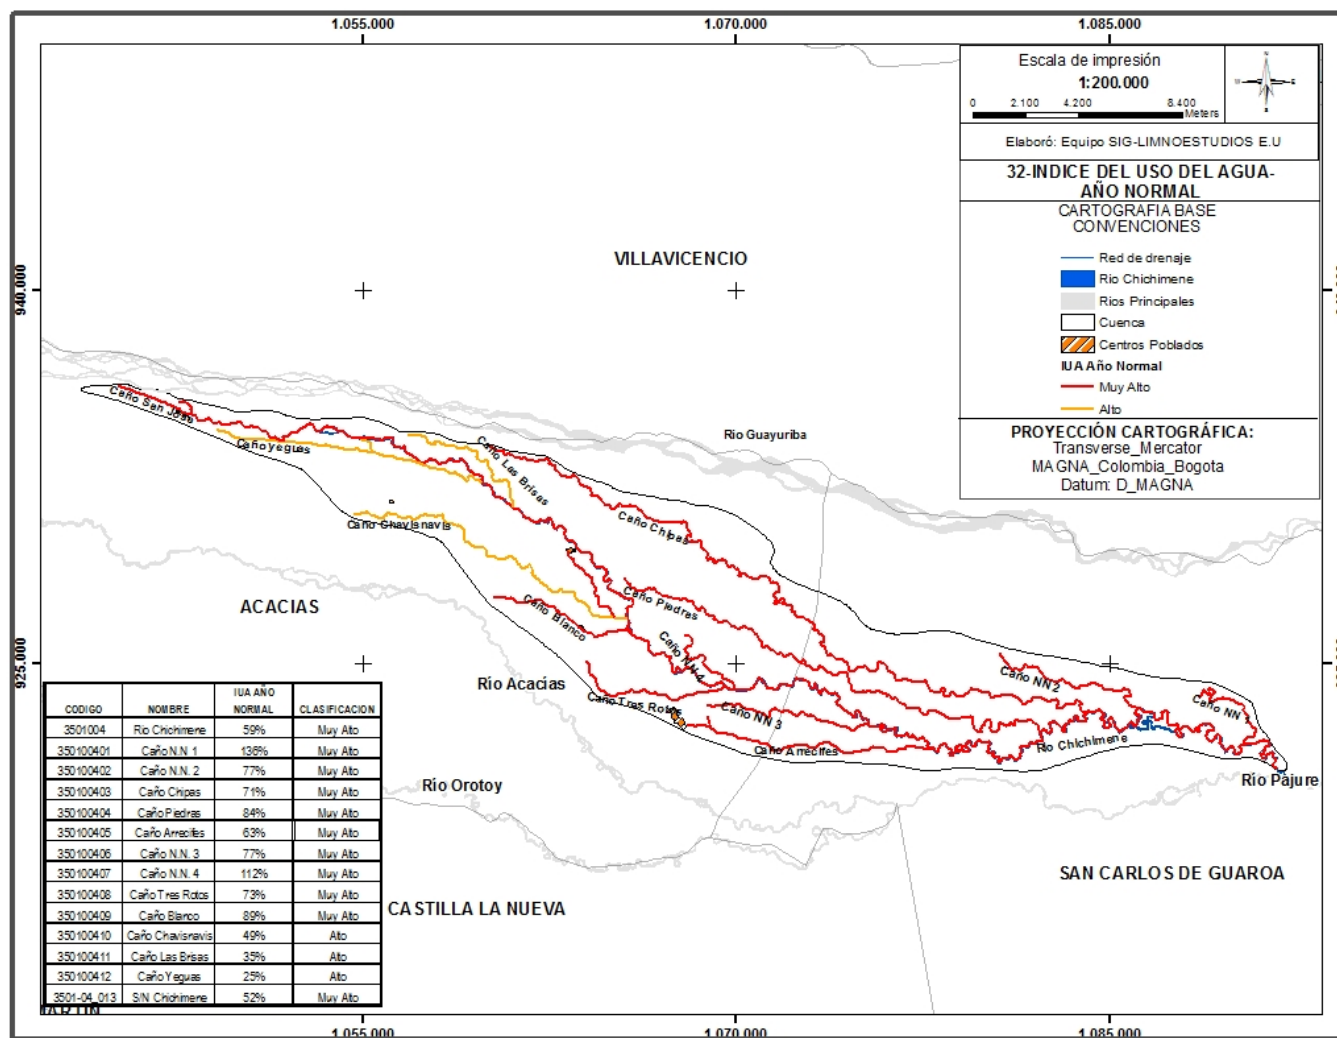 1.055.000 1.070.000 1.085.000
Escala de impresión
1:200.000
0 2.100 4.200 8.400
Meters
N
W E
S
Elaboró: Equipo SIG-LIMNOESTUDIOS E.U
32-INDICE DEL USO DEL AGUA-
AÑO NORMAL
CARTOGRAFIA BASE
CONVENCIONES
Red de drenaje
Rio Chichimene
Rios Principales
Cuenca
Centros Poblados
IUA Año Normal
Muy Alto
Alto
PROYECCIÓN CARTOGRÁFICA:
Transverse_Mercator
MAGNA_Colombia_Bogota
Datum: D_MAGNA
VILLAVICENCIO
940.000
Caño San Jose
Caño yeguas
Caño Las Brisas
Rio Guayuriba
Caño Chavisnavis
Caño Chipas
ACACIAS
Caño Blanco
Caño Piedras
Caño NN 4
925.000
Río Acacias
Caño NN 2
Caño Tres Rotos
Caño NN 3
Caño NN 1
Caño Arrecifes
Rio Chichimene
Río Pajure
Río Orotoy
SAN CARLOS DE GUAROA
CASTILLA LA NUEVA
CODIGO NOMBRE IUA AÑO NORMAL CLASIFICACION
3501004 Rio Chichimene 59% Muy Alto
350100401 Caño N.N 1 136% Muy Alto
350100402 Caño N.N. 2 77% Muy Alto
350100403 Caño Chipas 71% Muy Alto
350100404 Caño Piedras 84% Muy Alto
350100405 Caño Arrecifes 63% Muy Alto
350100406 Caño N.N. 3 77% Muy Alto
350100407 Caño N.N. 4 112% Muy Alto
350100408 Caño Tres Rotos 73% Muy Alto
350100409 Caño Blanco 89% Muy Alto
350100410 Caño Chavisnavis 49% Alto
350100411 Caño Las Brisas 35% Alto
350100412 Caño Yeguas 25% Alto
3501-04_013 S/N Chichimene 52% Muy Alto
1.055.000 1.070.000 1.085.000